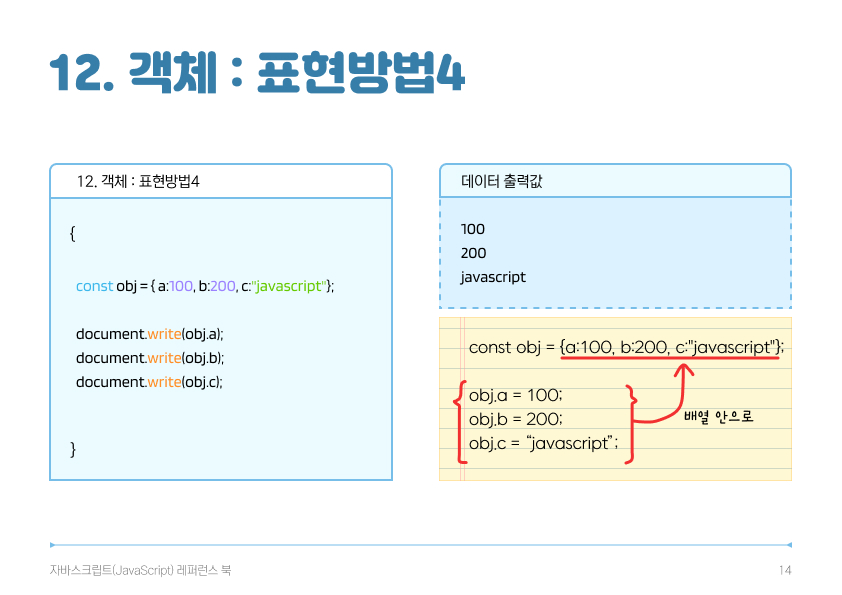 12. 객체 : 표현방법4
12. 객체 : 표현방법4
{
const obj = { a:100, b:200, c:"javascript"};
document.write(obj.a);
document.write(obj.b);
document.write(obj.c);
}
데이터 출력값
100
200
javascript
const obj = {a:100, b:200, c:"javascript"};
obj.a = 100;
obj.b = 200;
obj.c = “javascript”;
배열 안으로
자바스크립트(JavaScript) 레퍼런스 북
14